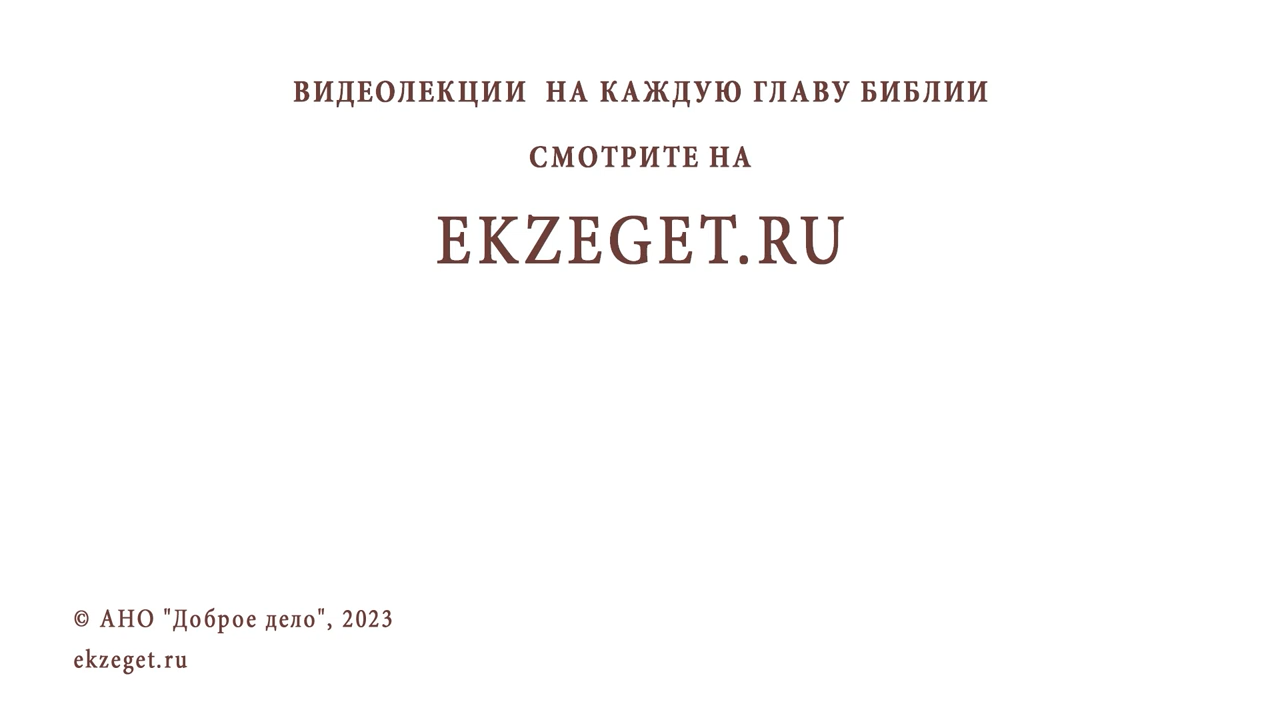 ВИДЕОЛЕКЦИИ НА КАЖДУЮ ГЛАВУ БИБЛИИ
СМОТРИТЕ НА
EKZEGET.RU
© АНО "Доброе дело", 2023
ekzeget.ru